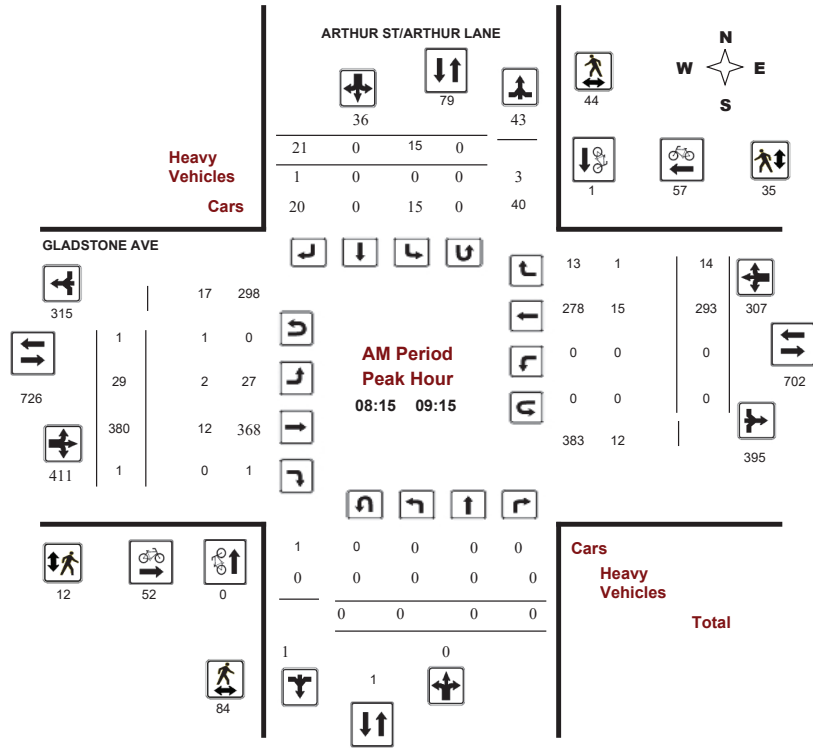 ARTHUR ST/ARTHUR LANE
N
W E
S
79
44
36 43
21 0 15 0
Heavy
Vehicles
1 0 0 0 3
Cars
20 0 15 0 40
1 57 35
GLADSTONE AVE
315
17 298
1 1 0
726
29 2 27
380 12 368
411
1 0 1
AM Period
Peak Hour
08:15 09:15
13 1 14
278 15 293 307
0 0 0
702
0 0 0
383 12
395
12 52 0
1 0 0 0 0
0 0 0 0 0
0 0 0 0
1 0
1
84
Cars
Heavy
Vehicles
Total